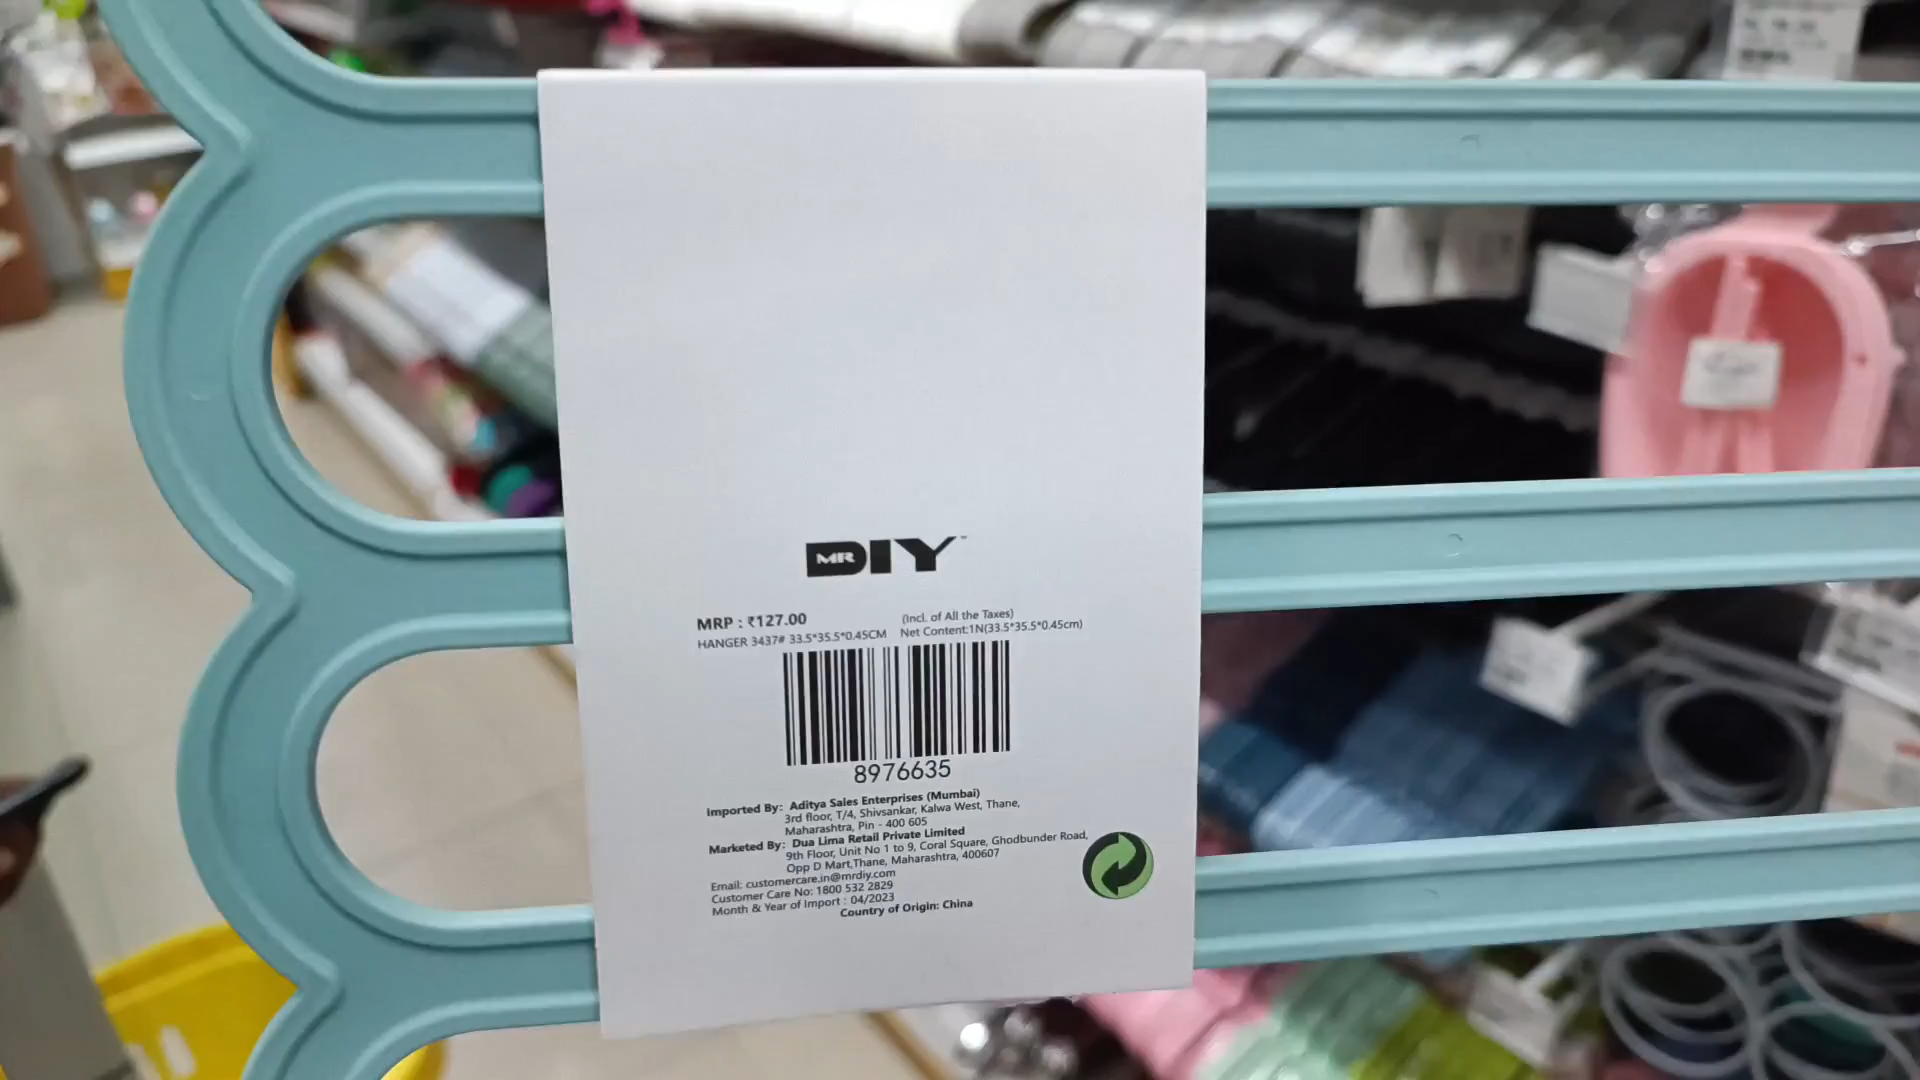 MR DIY™
MRP : ₹127.00 (Incl. of All the Taxes)
HANGER 3437# 33.5*35.5*0.45CM Net Content:1N(33.5*35.5*0.45cm)
8976635
Imported By: Aditya Sales Enterprises (Mumbai)
3rd floor, T/4, Shivsankar, Kalwa West, Thane,
Maharashtra, Pin - 400 605
Marketed By: Dua Lima Retail Private Limited
9th Floor, Unit No 1 to 9, Coral Square, Ghodbunder Road,
Opp D Mart,Thane, Maharashtra, 400607
Email: customercare.in@mrdiy.com
Customer Care No: 1800 532 2829
Month & Year of Import : 04/2023
Country of Origin: China